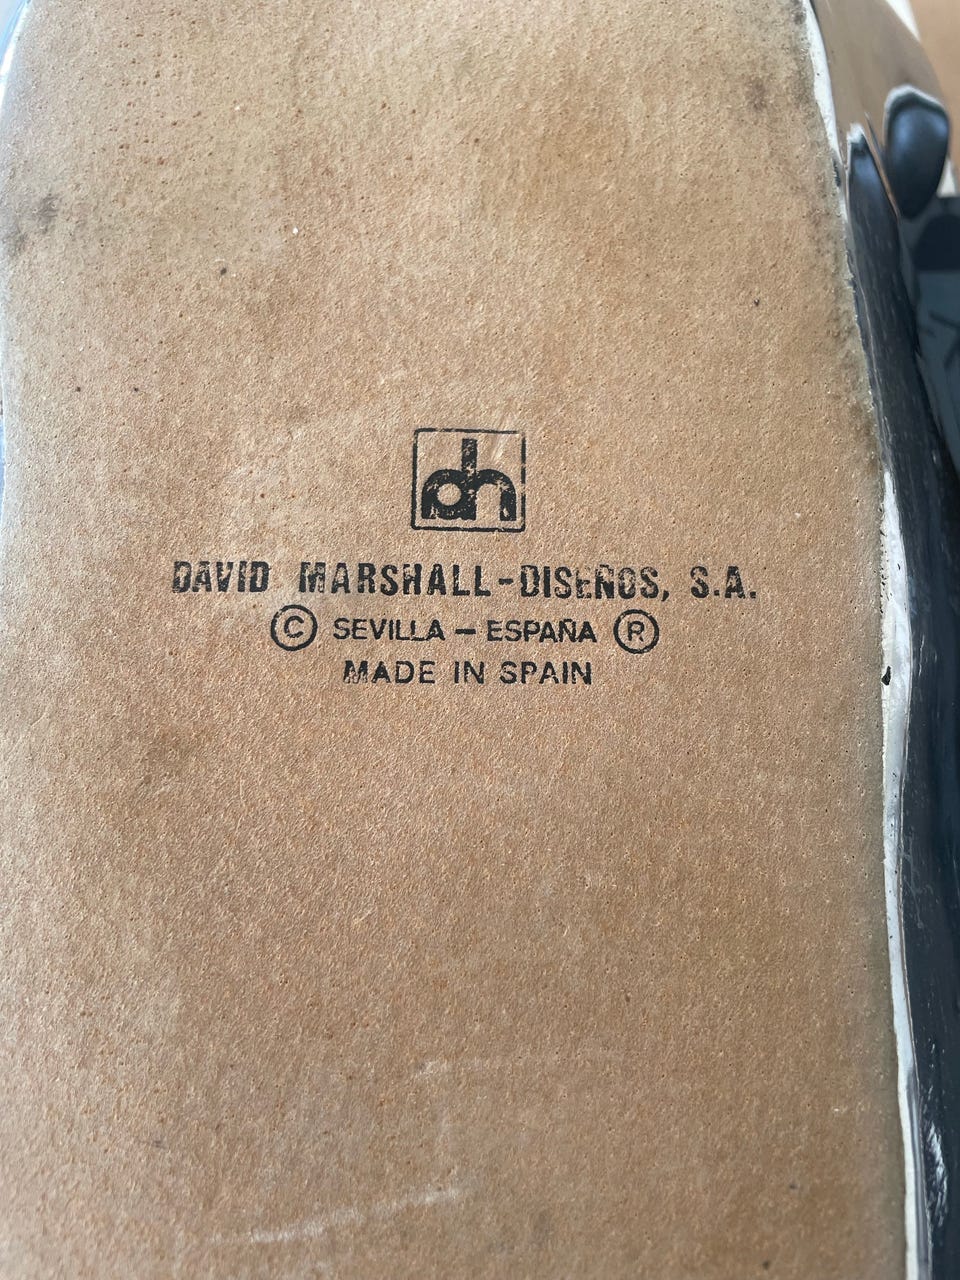 dh
DAVID MARSHALL-DISEÑOS, S.A.
© SEVILLA – ESPAÑA ®
MADE IN SPAIN